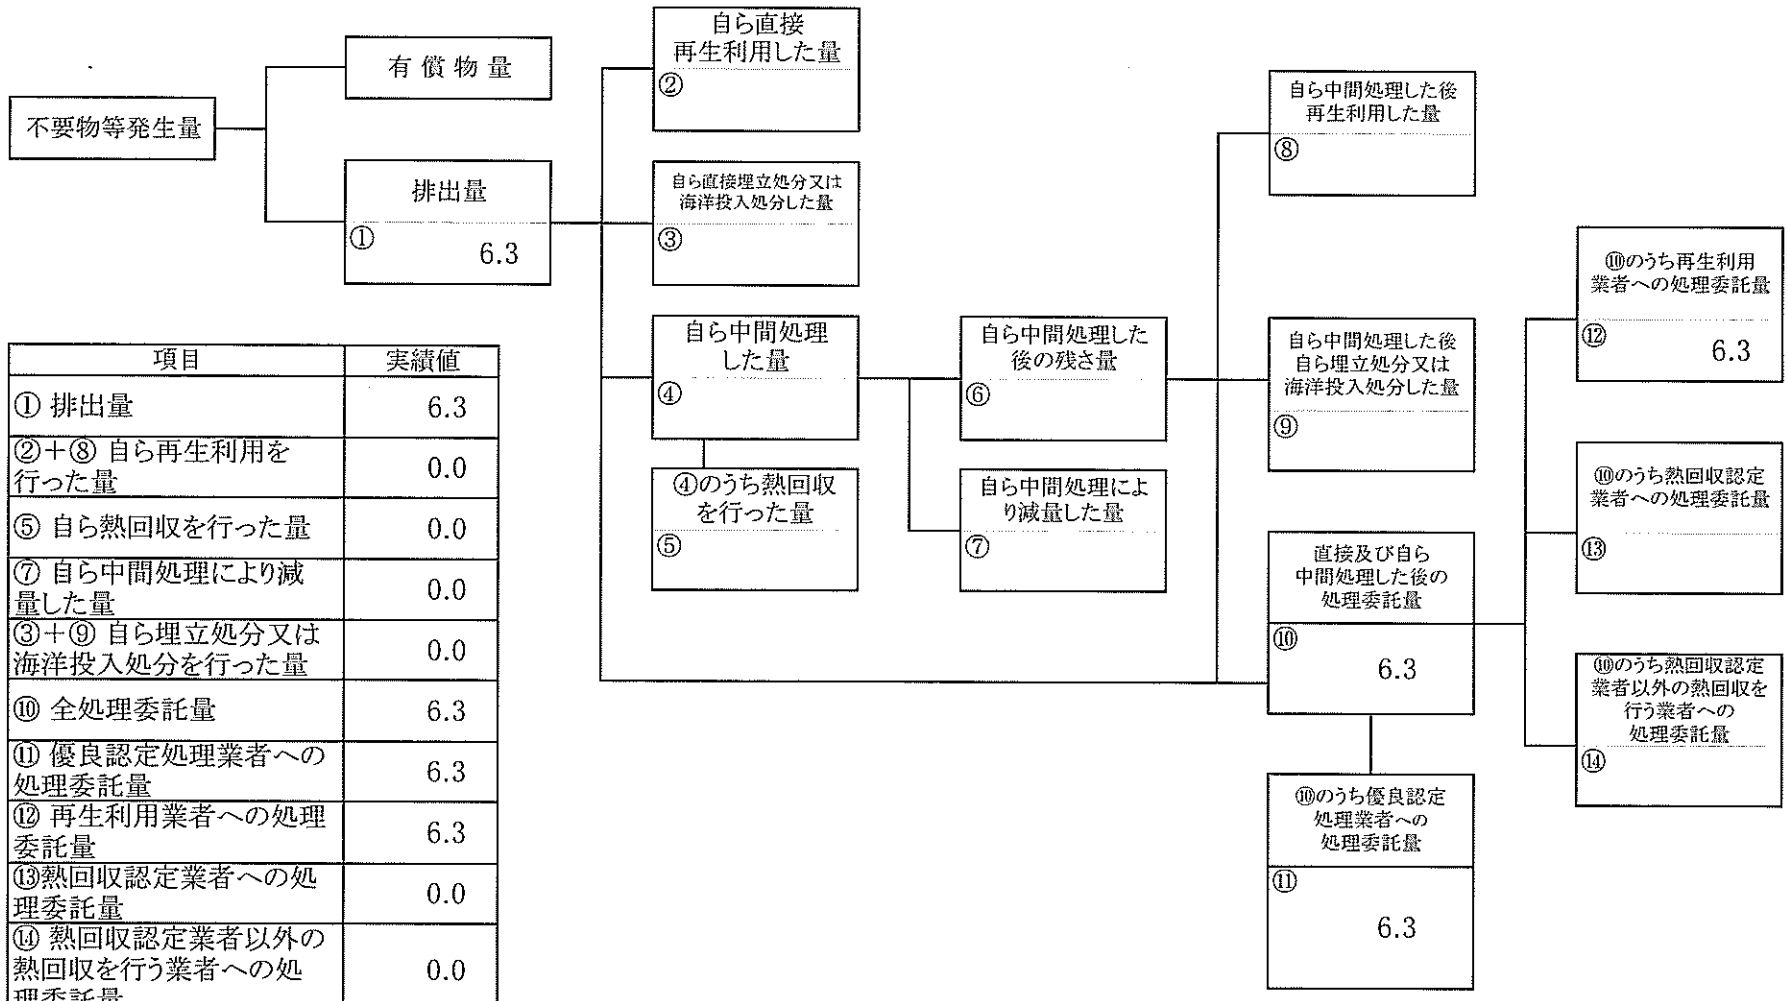 不要物等発生量
有償物量
排出量
①
6.3
自ら直接
再生利用した量
②
自ら直接埋立処分又は
海洋投入処分した量
③
自ら中間処理
した量
④
④のうち熱回収
を行った量
⑤
自ら中間処理した
後の残さ量
⑥
自ら中間処理によ
り減量した量
⑦
自ら中間処理した後
再生利用した量
⑧
自ら中間処理した後
自ら埋立処分又は
海洋投入処分した量
⑨
直接及び自ら
中間処理した後の
処理委託量
⑩
6.3
⑩のうち優良認定
処理業者への
処理委託量
⑪
6.3
⑩のうち再生利用
業者への処理委託量
⑫
6.3
⑩のうち熱回収認定
業者への処理委託量
⑬
⑩のうち熱回収認定
業者以外の熱回収を
行う業者への
処理委託量
⑭
項目 実績値
① 排出量 6.3
②+⑧ 自ら再生利用を
行った量 0.0
⑤ 自ら熱回収を行った量 0.0
⑦ 自ら中間処理により減
量した量 0.0
③+⑨ 自ら埋立処分又は
海洋投入処分を行った量 0.0
⑩ 全処理委託量 6.3
⑪ 優良認定処理業者への
処理委託量 6.3
⑫ 再生利用業者への処理
委託量 6.3
⑬熱回収認定業者への処
理委託量 0.0
⑭ 熱回収認定業者以外の
熱回収を行う業者への処 0.0
理委託量